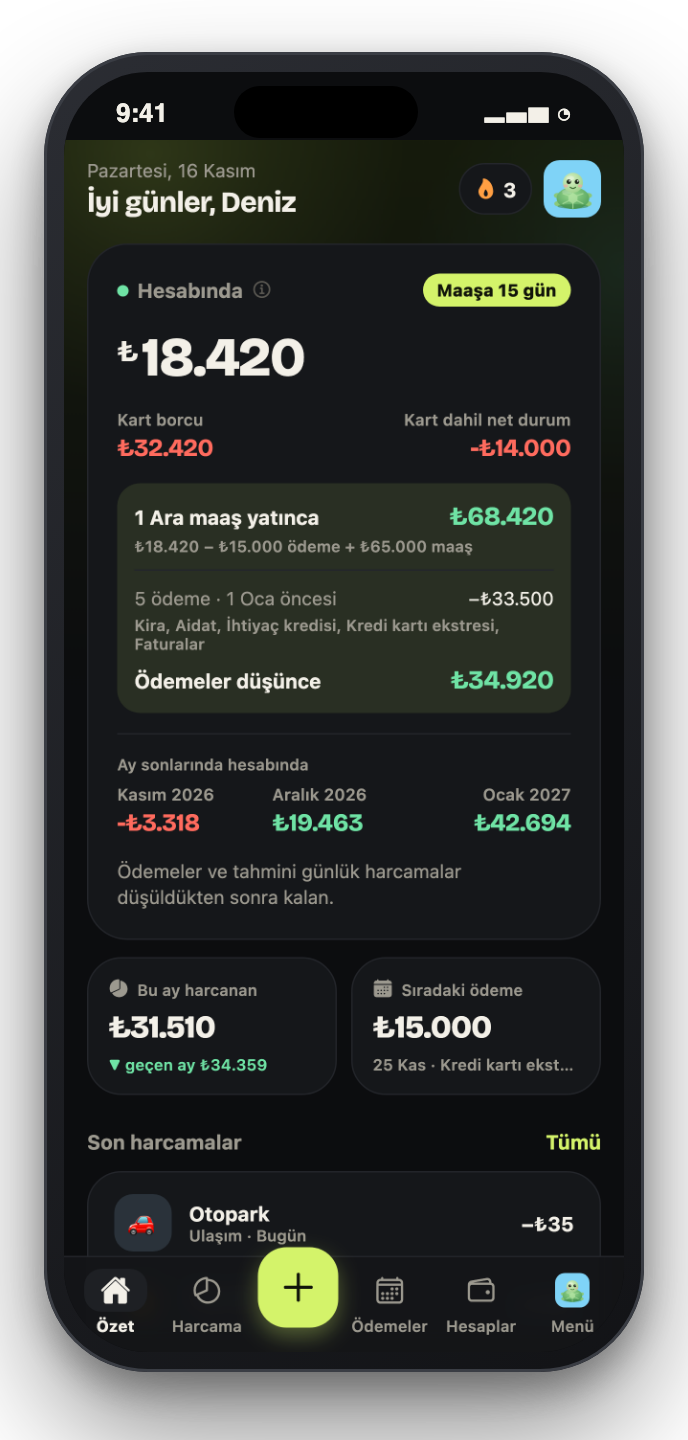 9:41
Pazartesi, 16 Kasım
İyi günler, Deniz
3
Hesabında
Maaşa 15 gün
₺18.420
Kart borcu
Kart dahil net durum
₺32.420
-₺14.000
1 Ara maaş yatınca
₺68.420
₺18.420 − ₺15.000 ödeme + ₺65.000 maaş
5 ödeme · 1 Oca öncesi
−₺33.500
Kira, Aidat, İhtiyaç kredisi, Kredi kartı ekstresi,
Faturalar
Ödemeler düşünce
₺34.920
Ay sonlarında hesabında
Kasım 2026
Aralık 2026
Ocak 2027
-₺3.318
₺19.463
₺42.694
Ödemeler ve tahmini günlük harcamalar
düşüldükten sonra kalan.
Bu ay harcanan
₺31.510
▼ geçen ay ₺34.359
Sıradaki ödeme
₺15.000
25 Kas · Kredi kartı ekst...
Son harcamalar
Tümü
Otopark
−₺35
Ulaşım · Bugün
Özet
Harcama
+
Ödemeler
Hesaplar
Menü